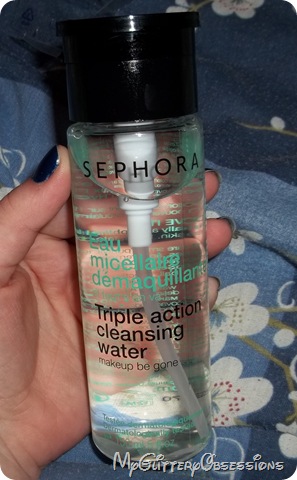 SEPHORA
Eau
micellaire
démaquillante
Triple action
cleansing
water
makeup be gone
MyGlitteryObsessions